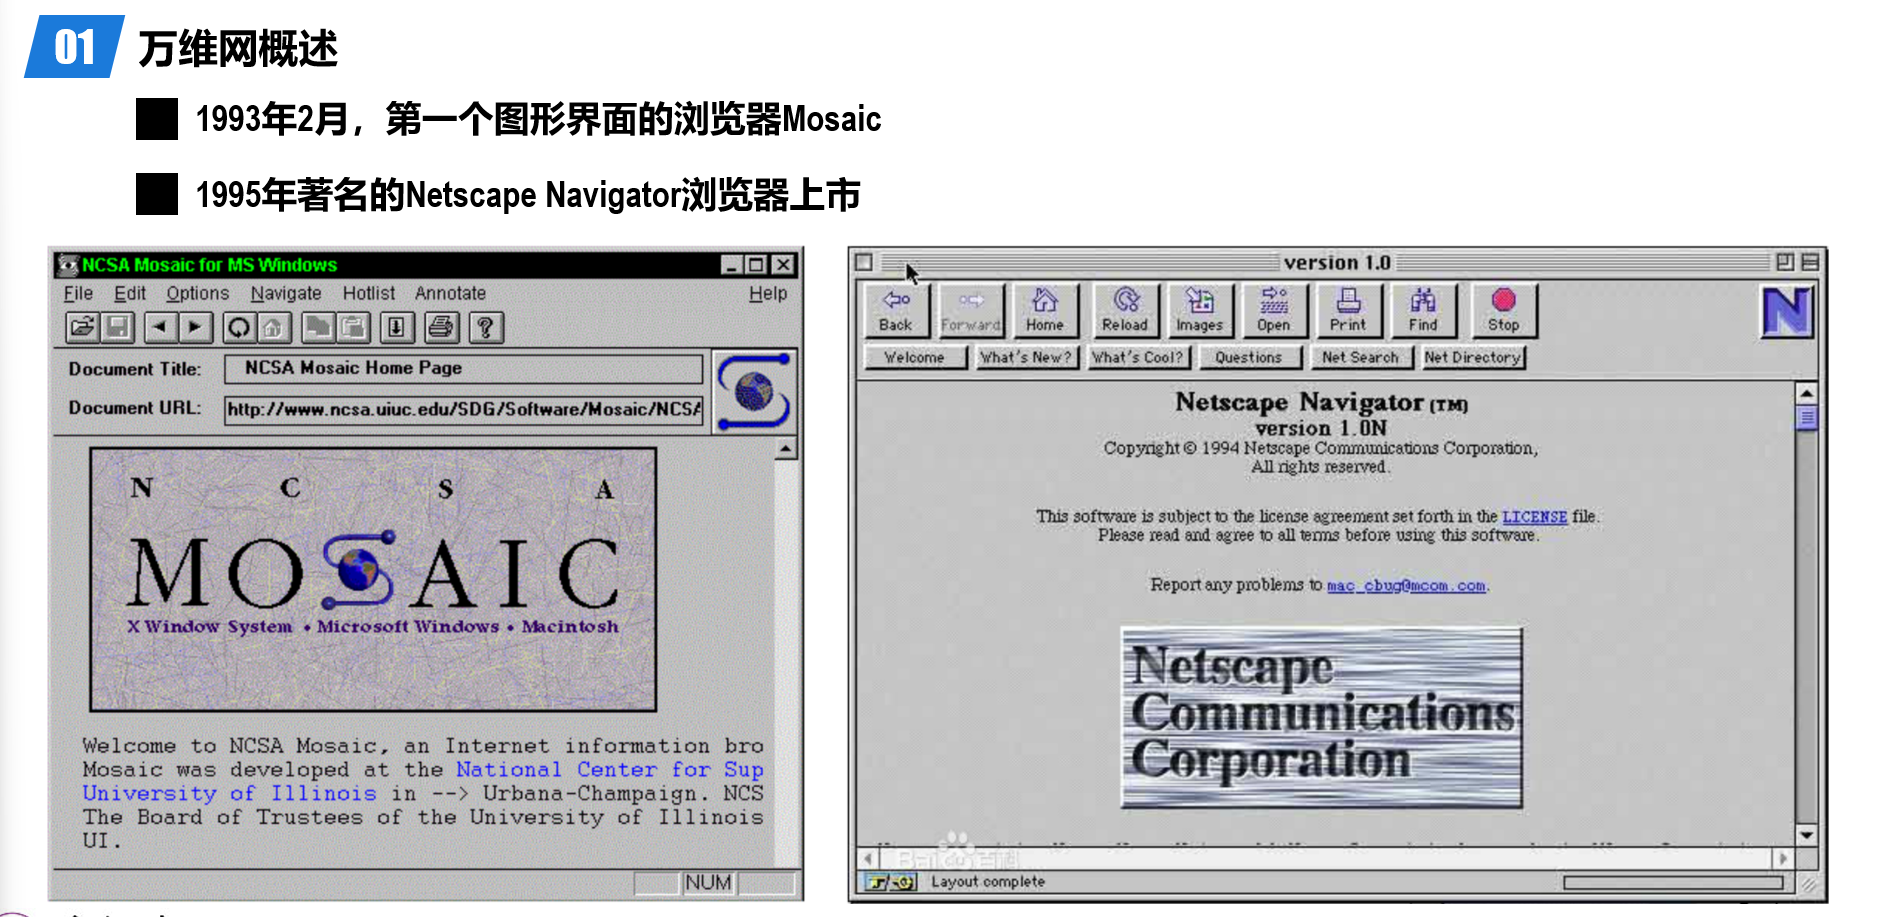 01 万维网概述
1993年2月，第一个图形界面的浏览器Mosaic
1995年著名的Netscape Navigator浏览器上市
NCSA Mosaic for MS Windows
File Edit Options Navigate Hotlist Annotate Help
Document Title: NCSA Mosaic Home Page
Document URL: http://www.ncsa.uiuc.edu/SDG/Software/Mosaic/NCSA
N C S A
MOSAIC
X Window System • Microsoft Windows • Macintosh
Welcome to NCSA Mosaic, an Internet information bro
Mosaic was developed at the National Center for Sup
University of Illinois in --> Urbana-Champaign. NCS
The Board of Trustees of the University of Illinois
UI.
NUM
version 1.0
Back Forward Home Reload Images Open Print Find Stop
N
Welcome What's New? What's Cool? Questions Net Search Net Directory
Netscape Navigator (TM)
version 1.0N
Copyright © 1994 Netscape Communications Corporation,
All rights reserved.
This software is subject to the license agreement set forth in the LICENSE file.
Please read and agree to all terms before using this software.
Report any problems to mac_cbug@mcom.com.
Netscape
Communications
Corporation
Bai du 百科
Layout complete